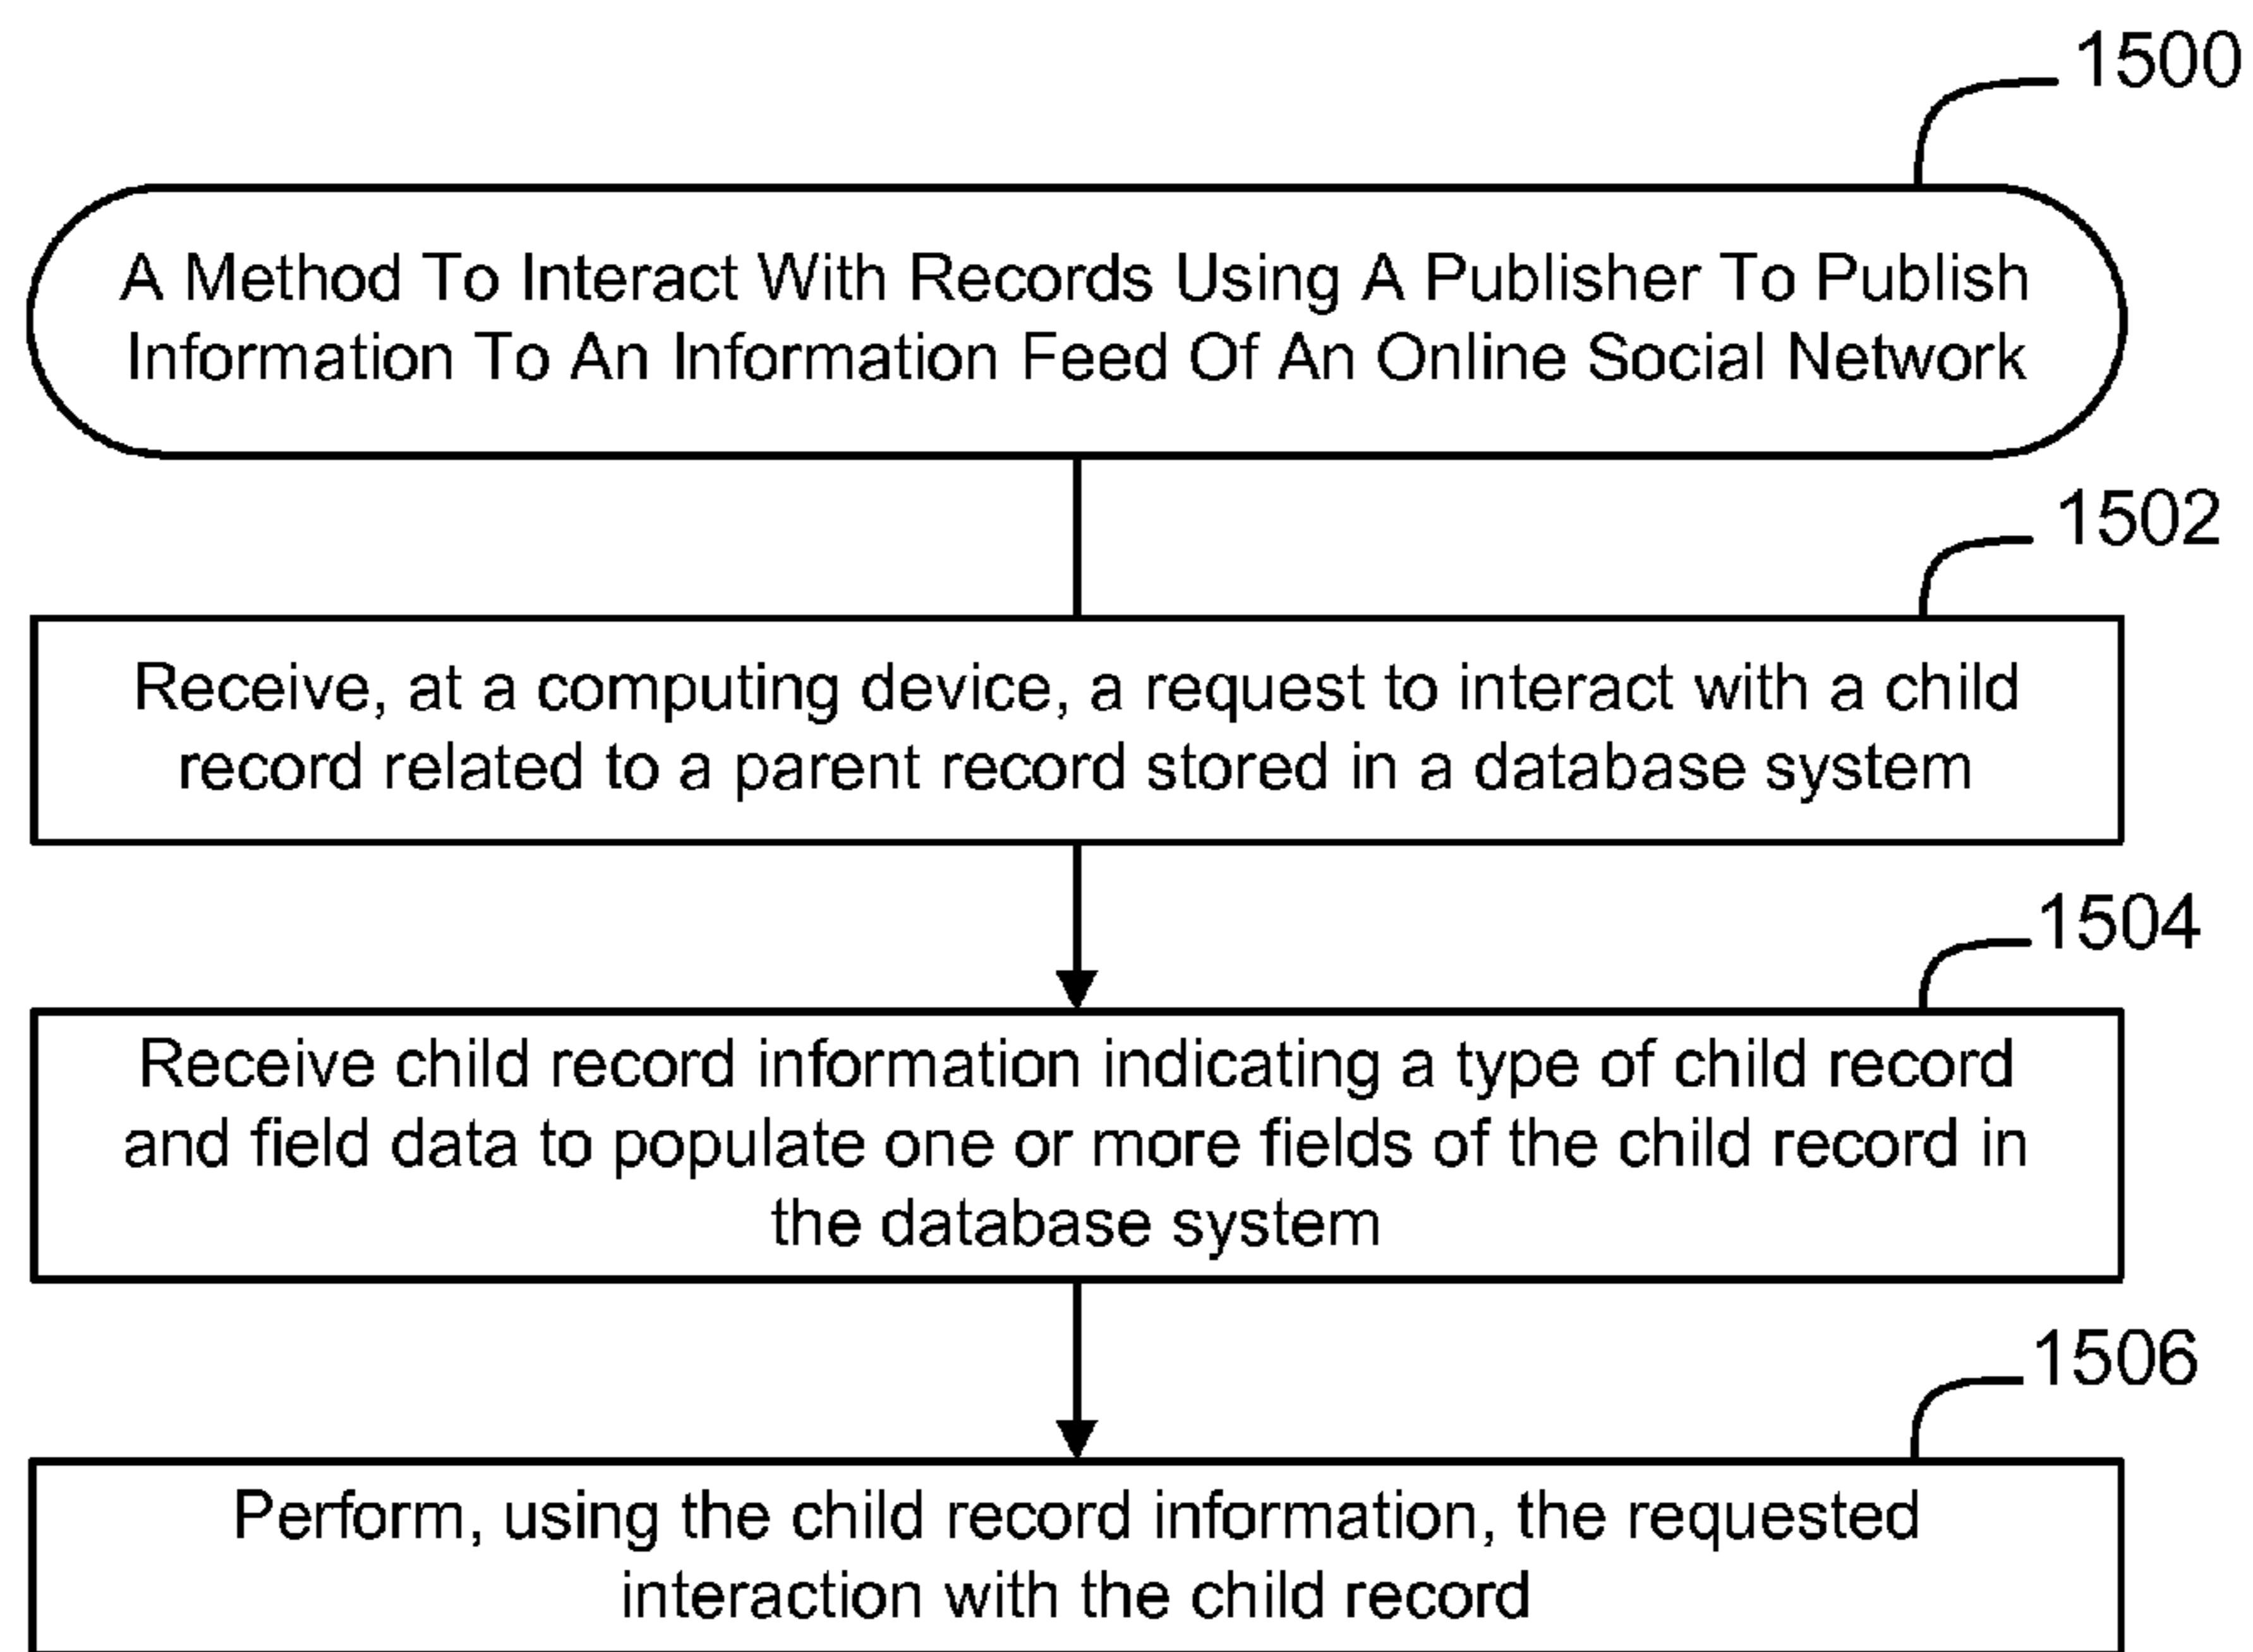 1500
A Method To Interact With Records Using A Publisher To Publish
Information To An Information Feed Of An Online Social Network
1502
Receive, at a computing device, a request to interact with a child
record related to a parent record stored in a database system
1504
Receive child record information indicating a type of child record
and field data to populate one or more fields of the child record in
the database system
1506
Perform, using the child record information, the requested
interaction with the child record